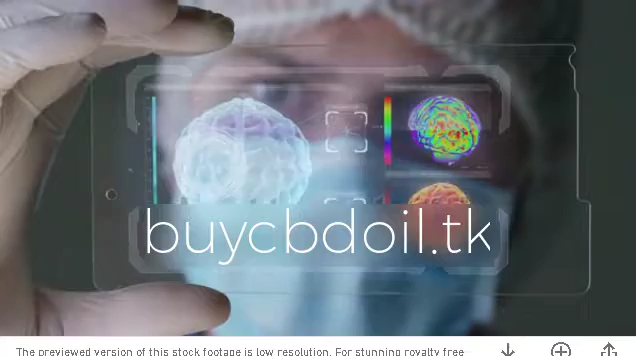 buycbdoil.tk
The previewed version of this stock footage is low resolution. For stunning royalty free